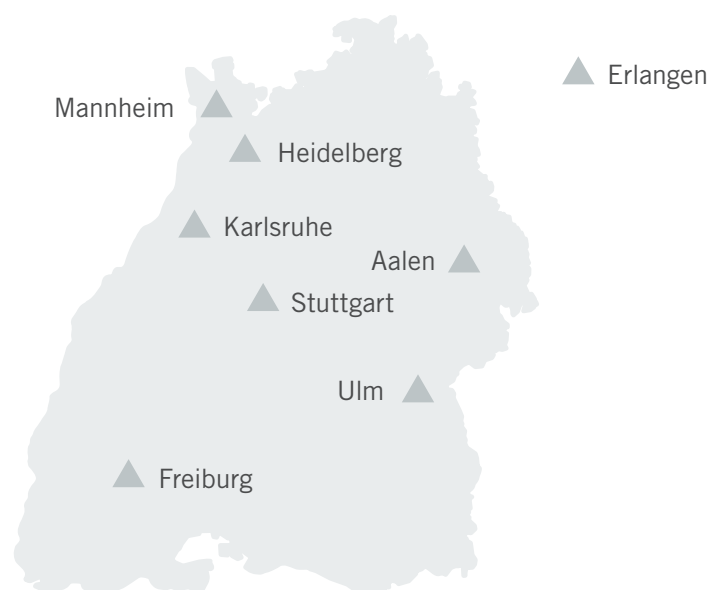 Erlangen
Mannheim
Heidelberg
Karlsruhe
Aalen
Stuttgart
Ulm
Freiburg